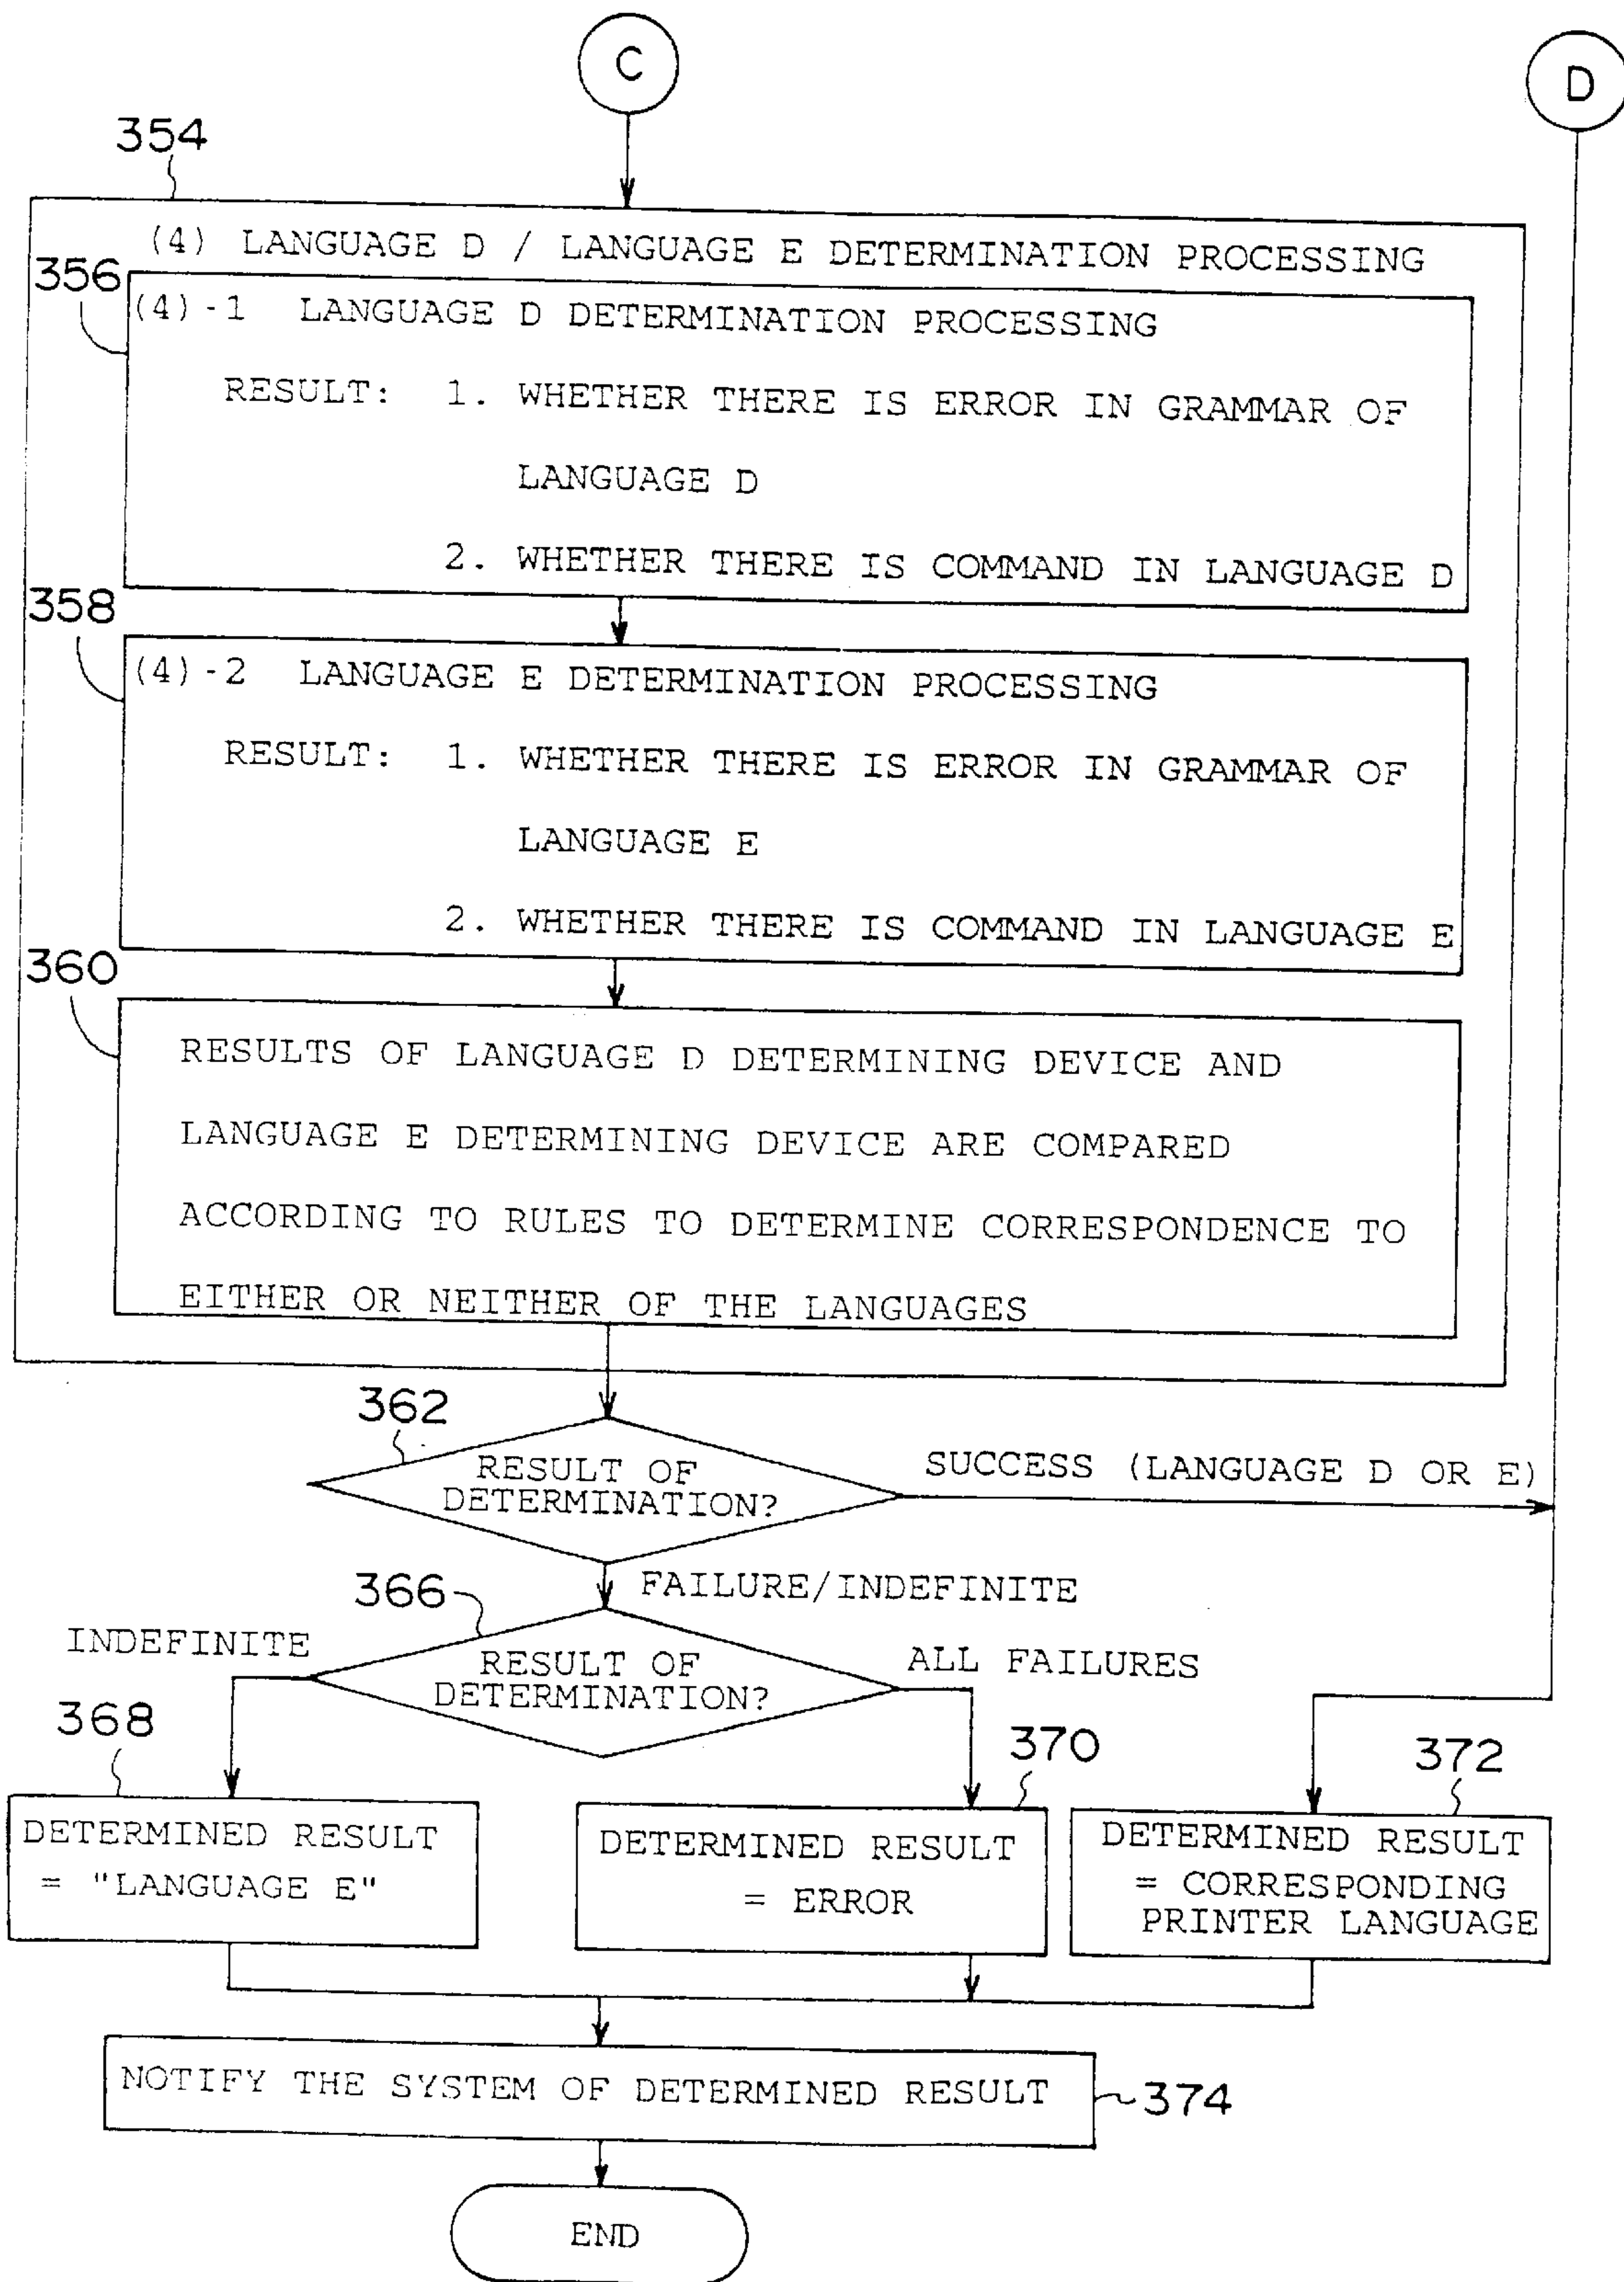 C
D
354
(4) LANGUAGE D / LANGUAGE E DETERMINATION PROCESSING
356
(4)-1 LANGUAGE D DETERMINATION PROCESSING
RESULT: 1. WHETHER THERE IS ERROR IN GRAMMAR OF
LANGUAGE D
2. WHETHER THERE IS COMMAND IN LANGUAGE D
358
(4)-2 LANGUAGE E DETERMINATION PROCESSING
RESULT: 1. WHETHER THERE IS ERROR IN GRAMMAR OF
LANGUAGE E
2. WHETHER THERE IS COMMAND IN LANGUAGE E
360
RESULTS OF LANGUAGE D DETERMINING DEVICE AND
LANGUAGE E DETERMINING DEVICE ARE COMPARED
ACCORDING TO RULES TO DETERMINE CORRESPONDENCE TO
EITHER OR NEITHER OF THE LANGUAGES
362
RESULT OF
DETERMINATION?
SUCCESS (LANGUAGE D OR E)
FAILURE/INDEFINITE
366
INDEFINITE
RESULT OF
DETERMINATION?
ALL FAILURES
368
DETERMINED RESULT
= "LANGUAGE E"
370
DETERMINED RESULT
= ERROR
372
DETERMINED RESULT
= CORRESPONDING
PRINTER LANGUAGE
NOTIFY THE SYSTEM OF DETERMINED RESULT
374
END